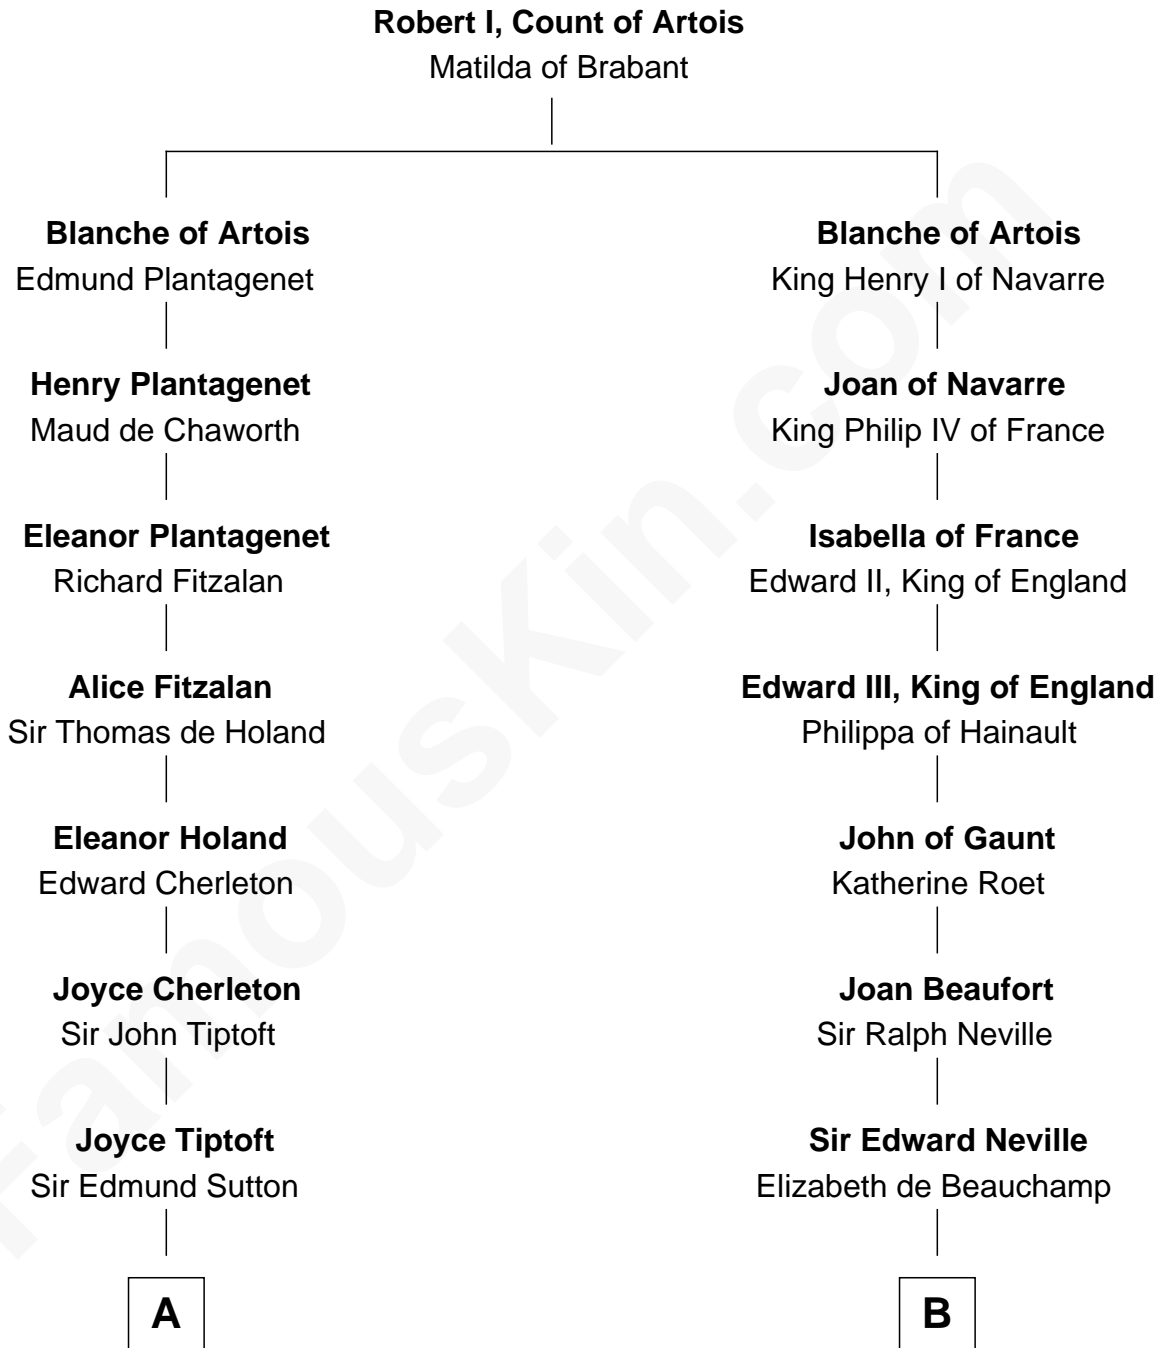 Robert I, Count of Artois
Matilda of Brabant
Blanche of Artois
Edmund Plantagenet
Blanche of Artois
King Henry I of Navarre
Henry Plantagenet
Maud de Chaworth
Joan of Navarre
King Philip IV of France
Eleanor Plantagenet
Richard Fitzalan
Isabella of France
Edward II, King of England
Alice Fitzalan
Sir Thomas de Holand
Edward III, King of England
Philippa of Hainault
Eleanor Holand
Edward Cherleton
John of Gaunt
Katherine Roet
Joyce Cherleton
Sir John Tiptoft
Joan Beaufort
Sir Ralph Neville
Joyce Tiptoft
Sir Edmund Sutton
Sir Edward Neville
Elizabeth de Beauchamp
A
B
FamousKin.com